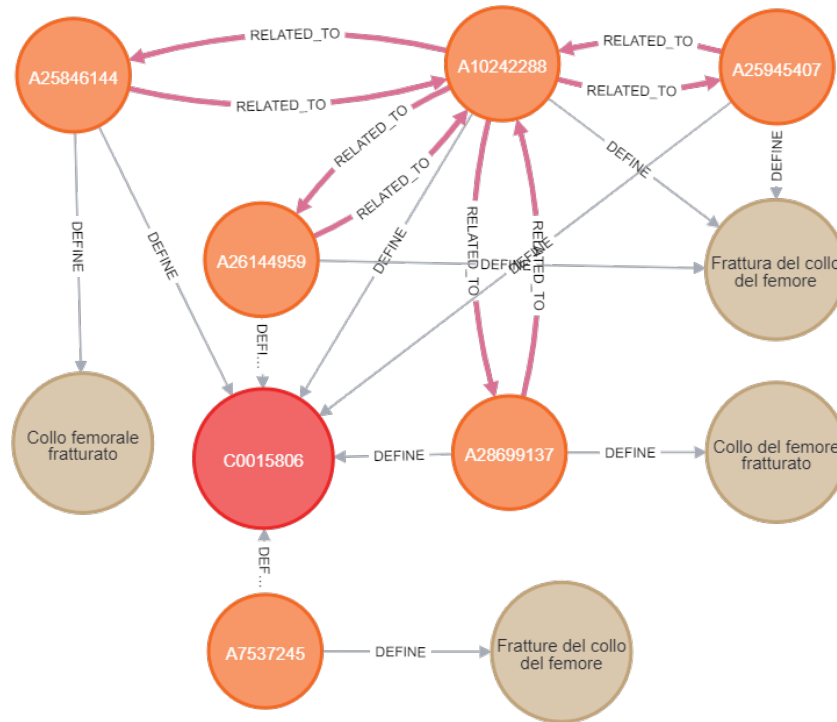 RELATED_TO
RELATED_TO
A25846144
A10242288
A25945407
RELATED_TO
RELATED_TO
RELATED_TO
RELATED_TO
DEFINE
DEFINE
DEFINE
DEFINE
DEFINE
A26144959
RELATED_TO
RELATED_TO
DEFINE
DEFINE
Frattura del collo
del femore
DEFI...
Collo femorale
fratturato
C0015806
DEFINE
A28699137
DEFINE
Collo del femore
fratturato
DEF...
A7537245
DEFINE
Fratture del collo
del femore